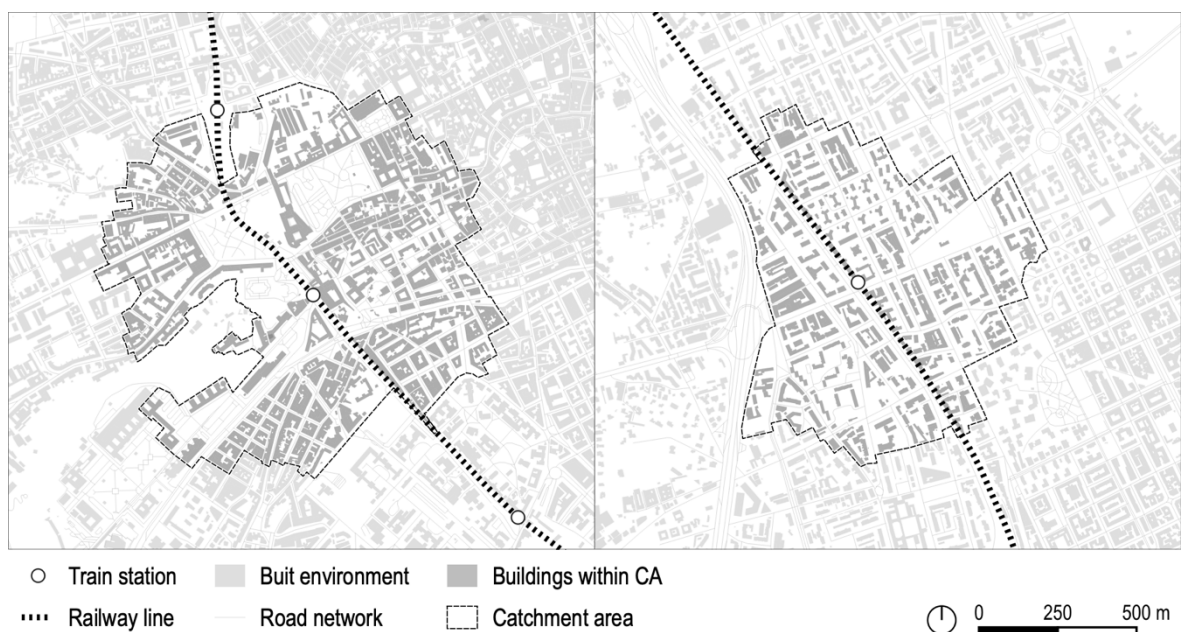 Train station Buit environment Buildings within CA
Railway line Road network Catchment area
0 250 500 m